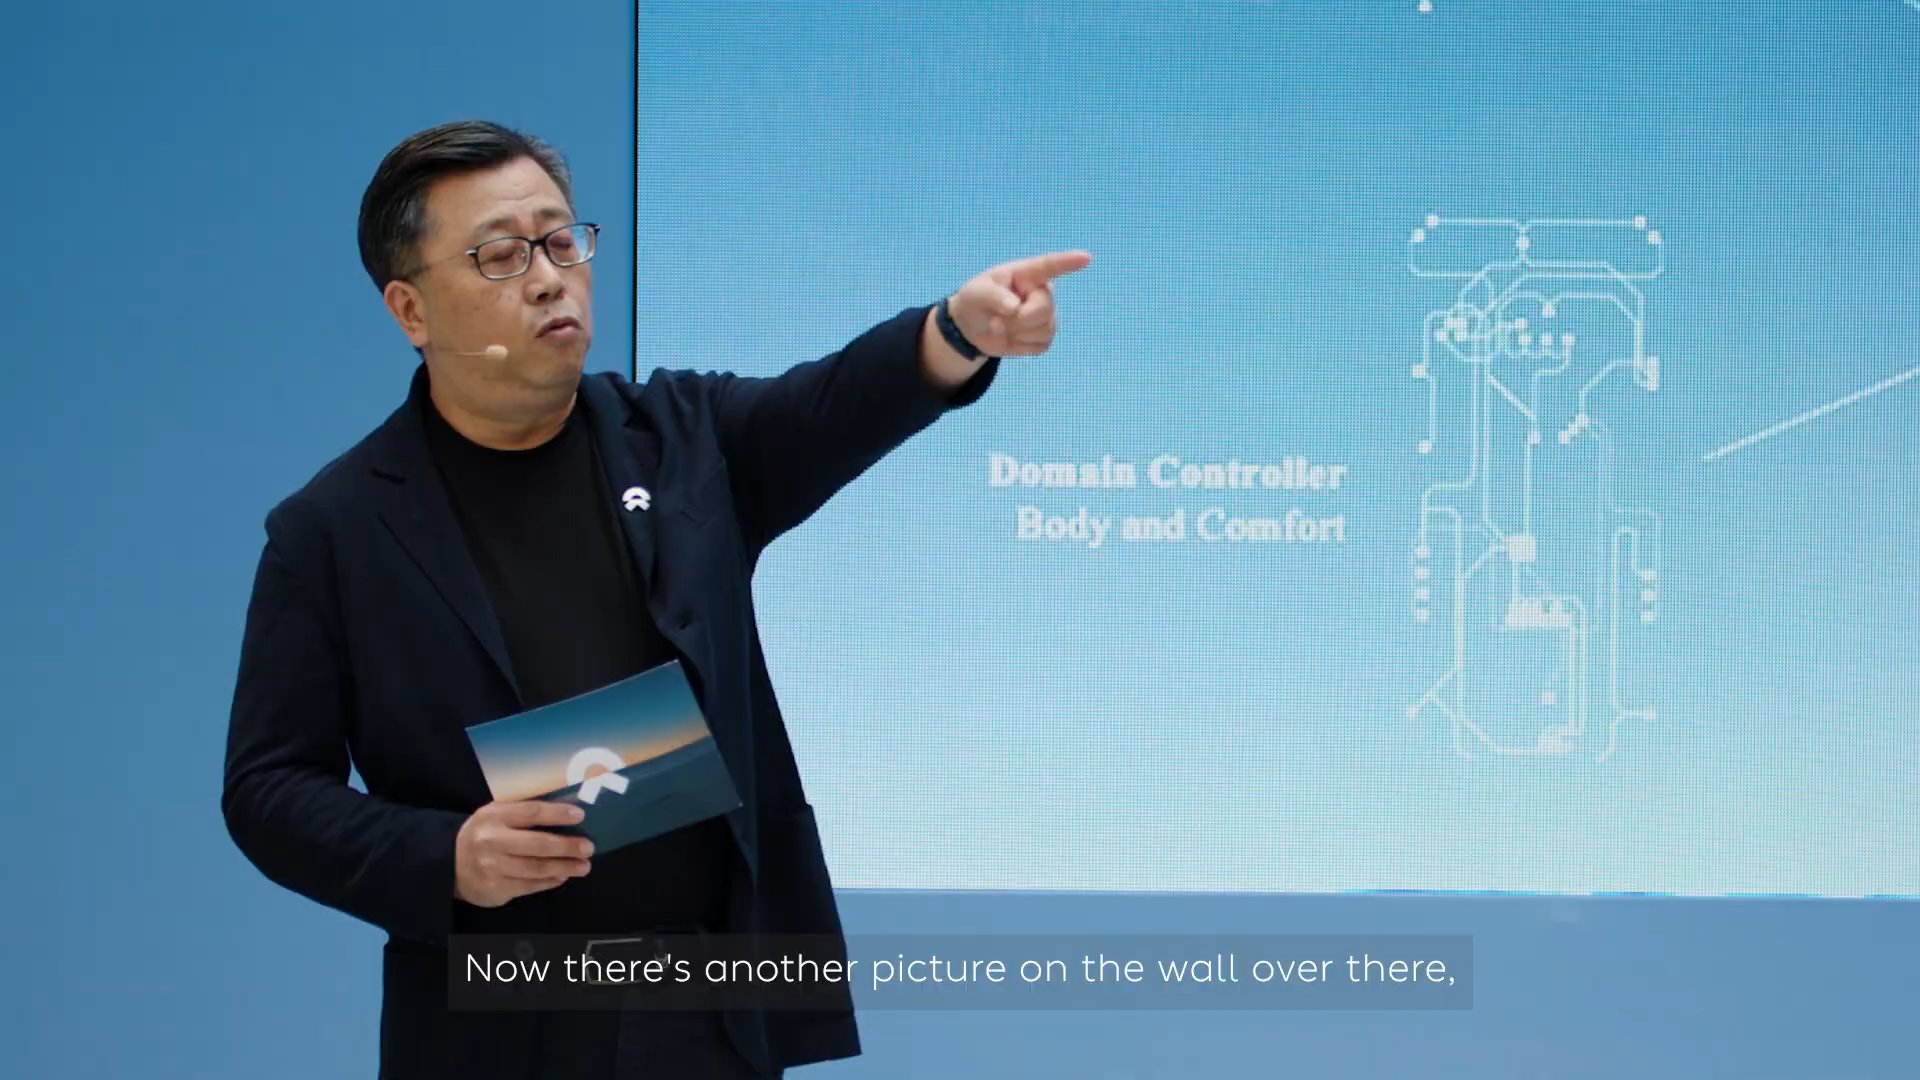 Domain Controller
Body and Comfort
Now there's another picture on the wall over there,